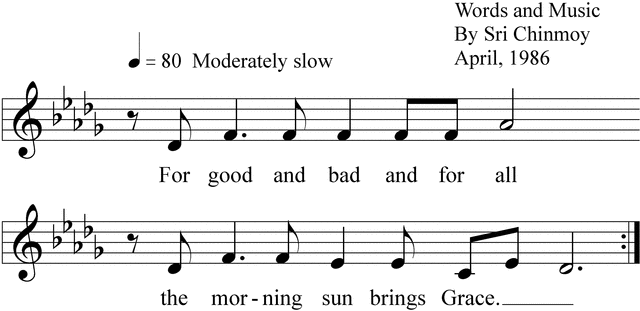 Words and Music
By Sri Chinmoy
April, 1986
= 80 Moderately slow
For good and bad and for all
the mor - ning sun brings Grace.